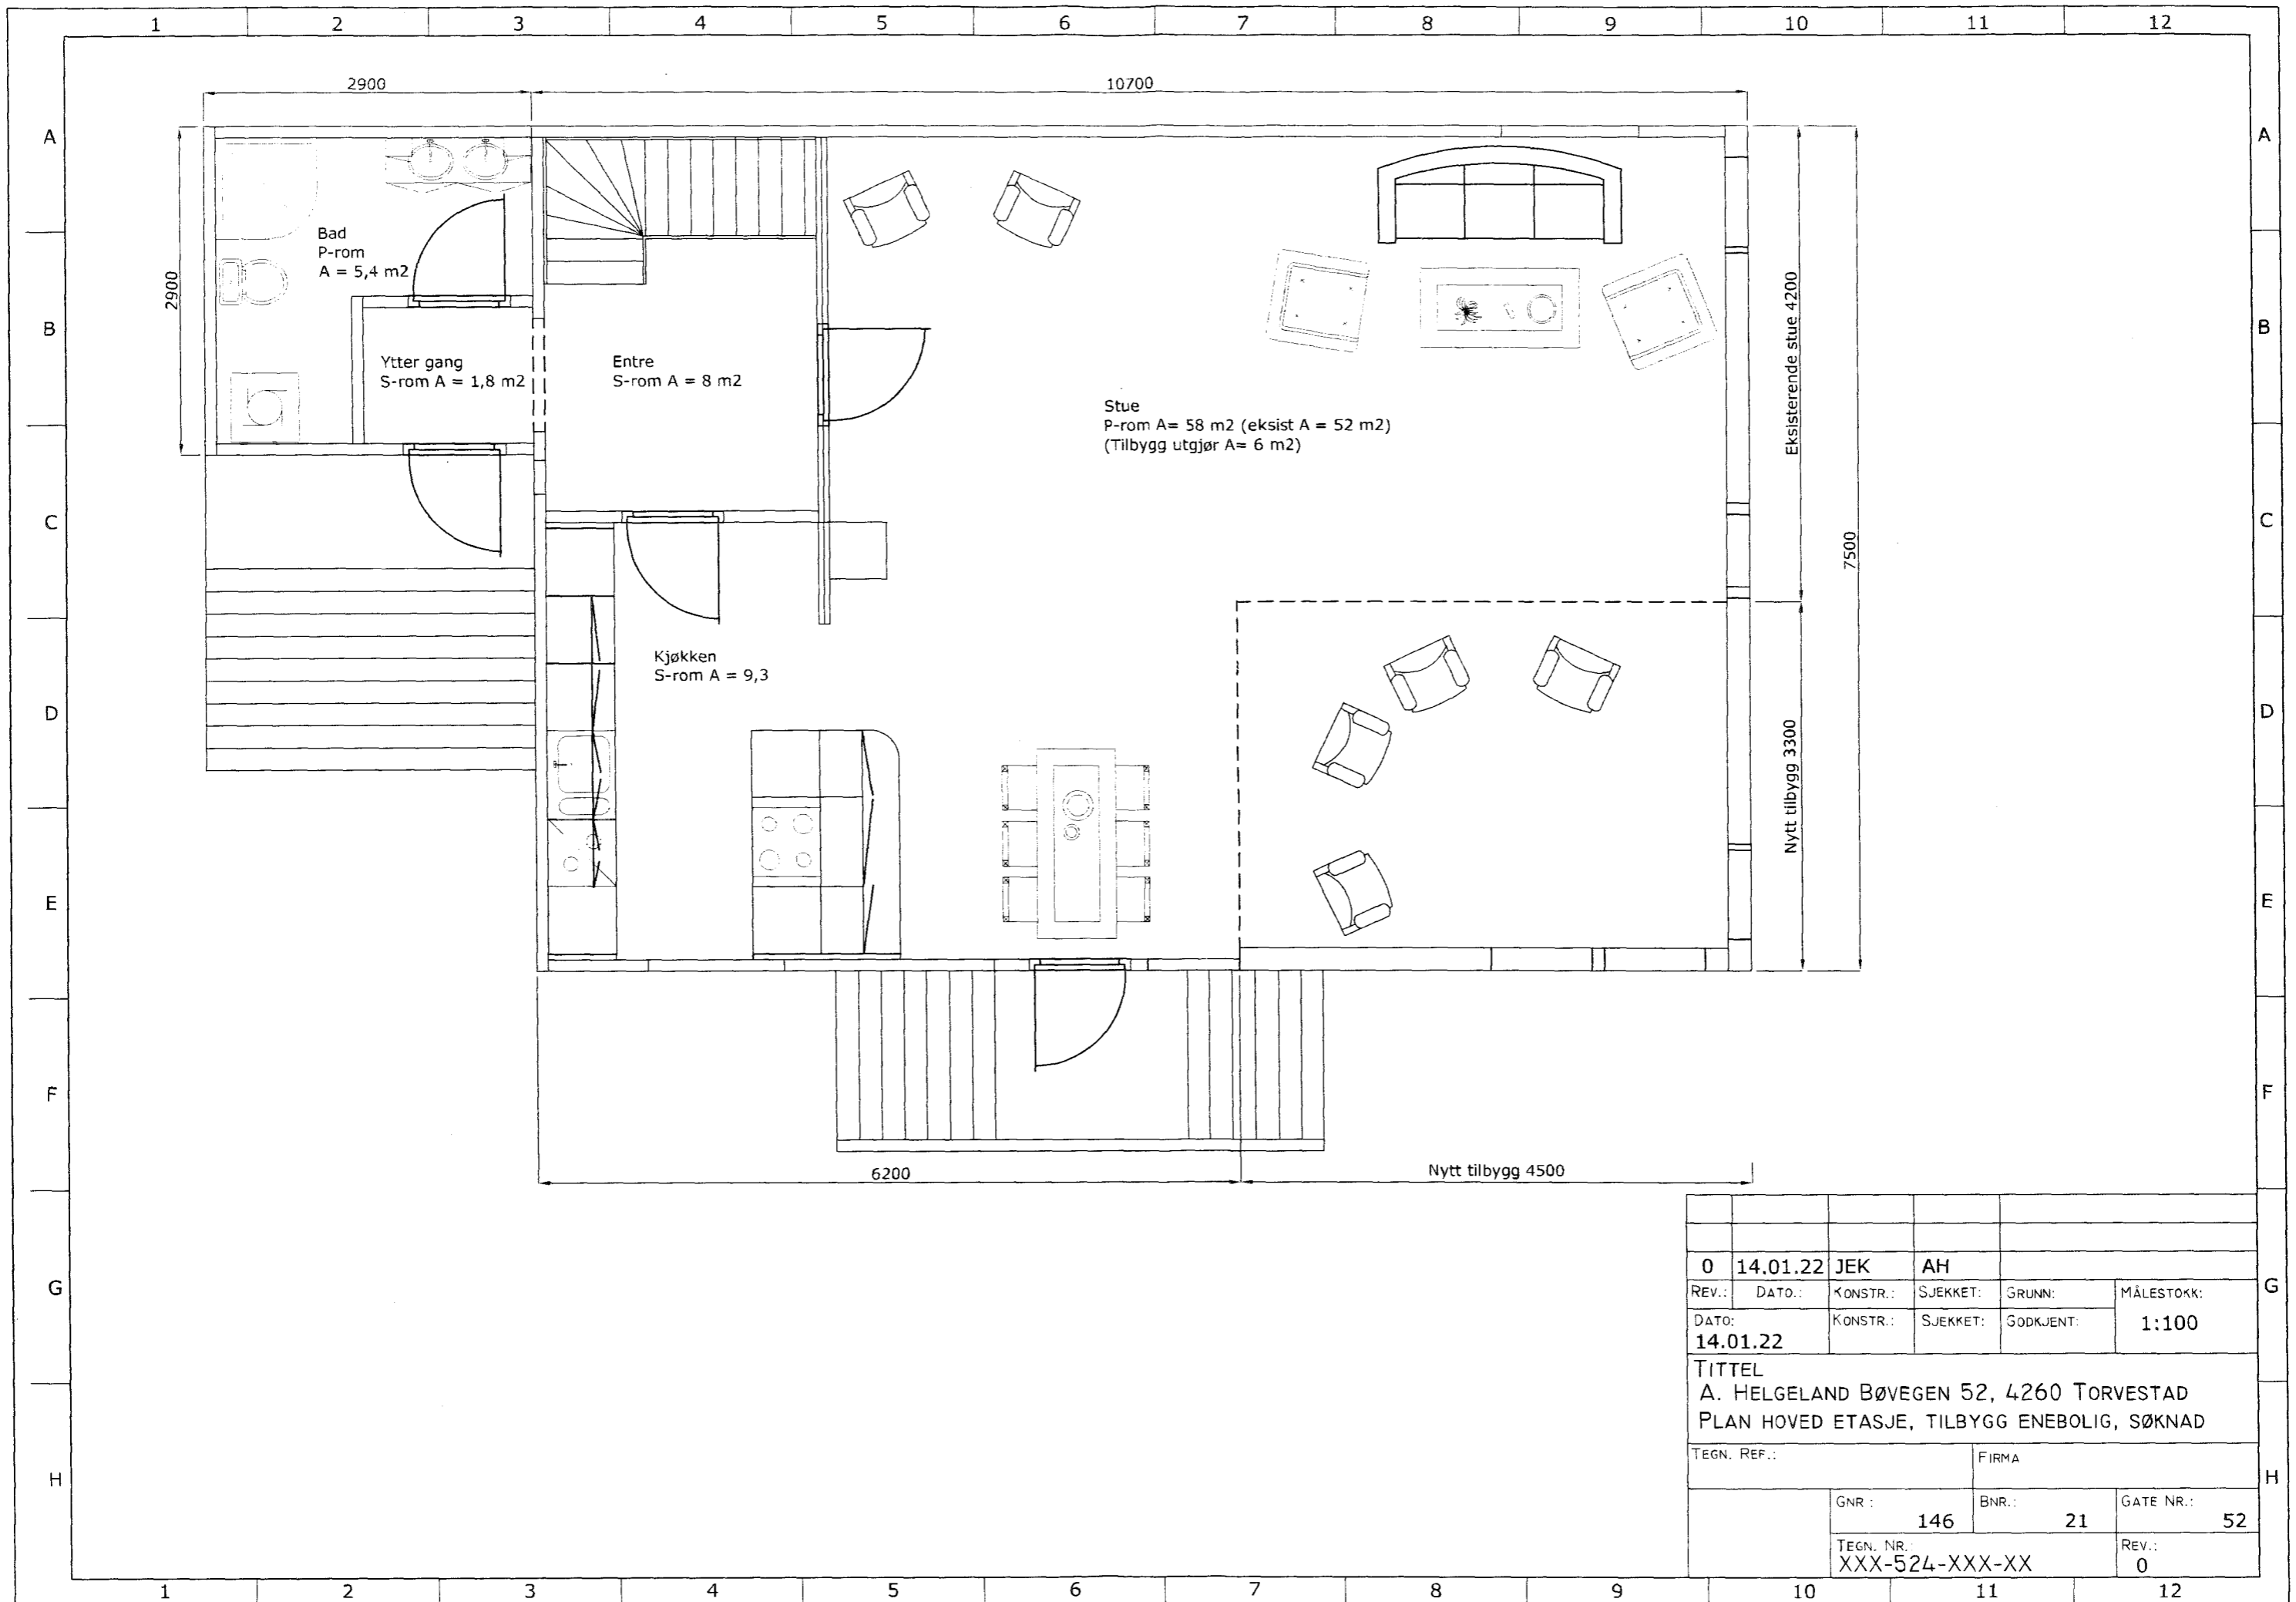 1 2 3 4 5 6 7 8 9 10 11 12
2900 10700
A A
Bad
P-rom
A = 5,4 m2
2900
Eksisterende stue 4200
B B
Ytter gang
S-rom A = 1,8 m2
Entre
S-rom A = 8 m2
Stue
P-rom A= 58 m2 (eksist A = 52 m2)
(Tilbygg utgjør A= 6 m2)
C C
7500
Kjøkken
S-rom A = 9,3
D D
Nytt tilbygg 3300
E E
F F
6200 Nytt tilbygg 4500
0 14.01.22 JEK AH
REV.: DATO.: KONSTR.: SJEKKET: GRUNN: MÅLESTOKK:
G G
DATO: KONSTR.: SJEKKET: GODKJENT: 1:100
14.01.22
TITTEL
A. HELGELAND BØVEGEN 52, 4260 TORVESTAD
PLAN HOVED ETASJE, TILBYGG ENEBOLIG, SØKNAD
TEGN. REF.: FIRMA
H H
GNR : BNR.: GATE NR.:
146 21 52
TEGN. NR. REV.:
XXX-524-XXX-XX 0
1 2 3 4 5 6 7 8 9 10 11 12